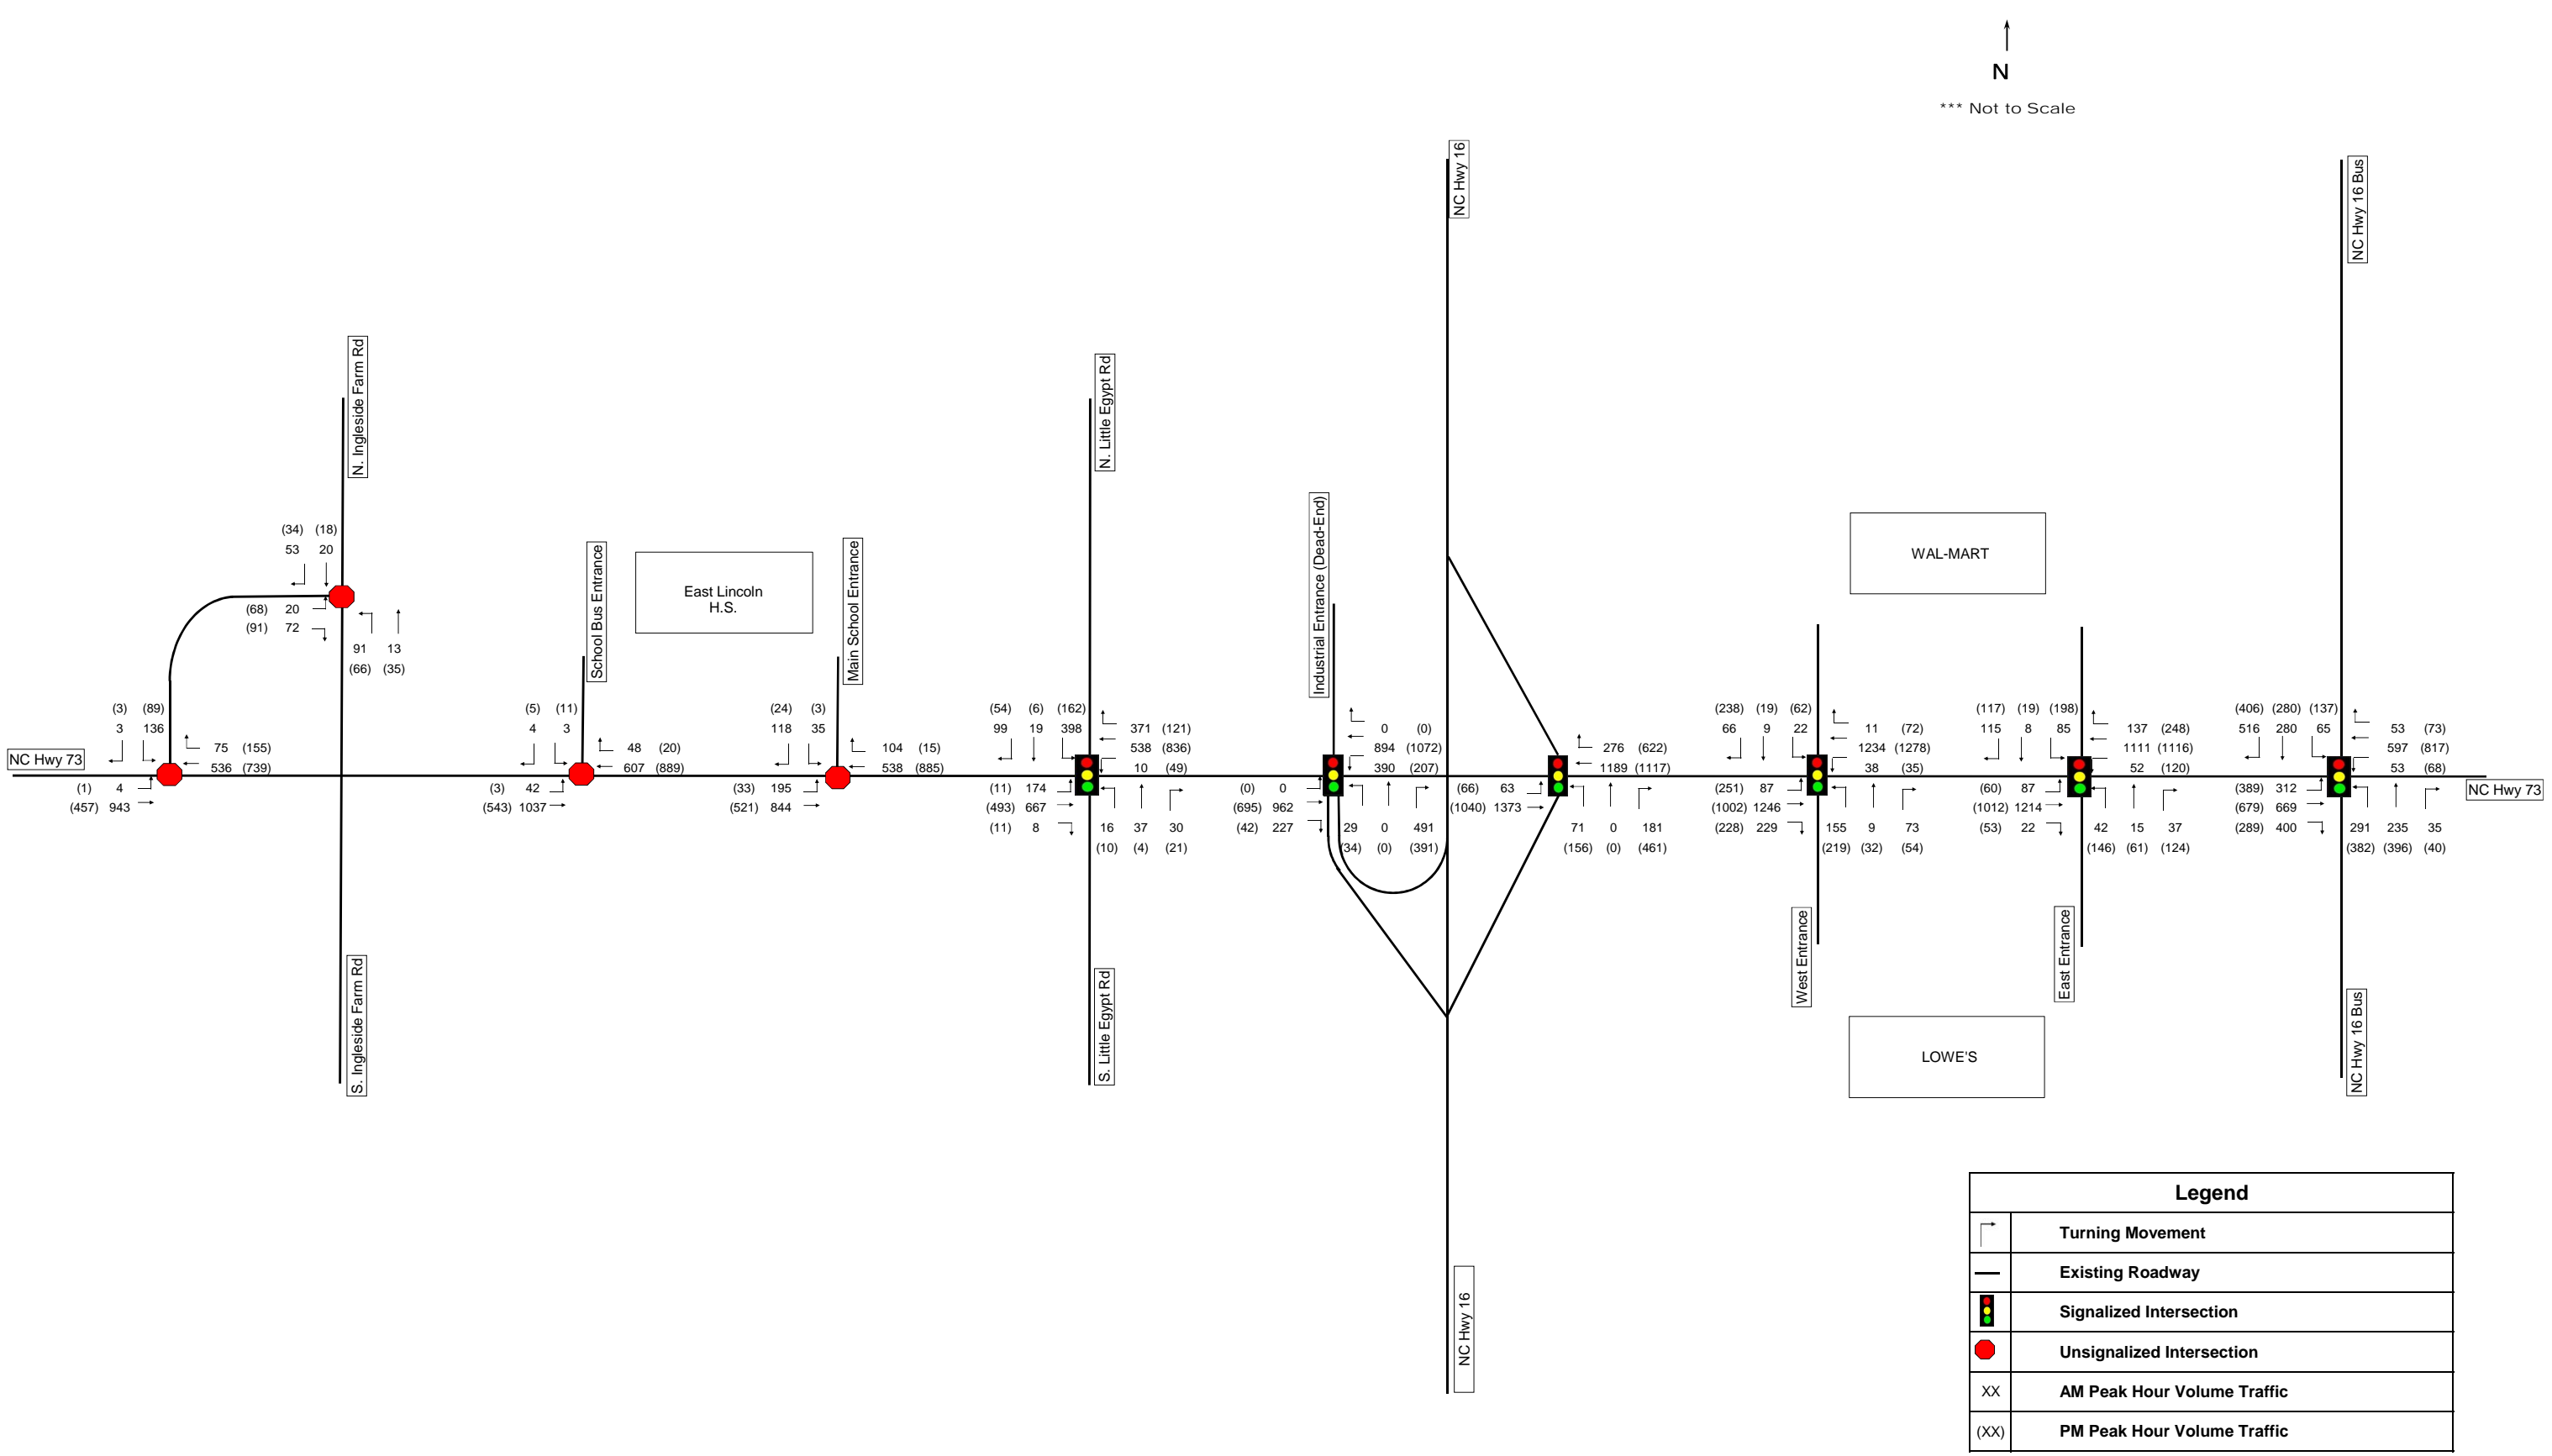 N
*** Not to Scale
NC Hwy 16
NC Hwy 16 Bus
N. Ingleside Farm Rd
N. Little Egypt Rd
Industrial Entrance (Dead-End)
WAL-MART
School Bus Entrance
East Lincoln
H.S.
Main School Entrance
(34) (18)
53 20
(68) 20
(91) 72
91 13
(66) (35)
NC Hwy 73
(3) (89)
3 136
75 (155)
536 (739)
(1) 4
(457) 943
(5) (11)
4 3
48 (20)
607 (889)
(3) 42
(543) 1037
(24) (3)
118 35
104 (15)
538 (885)
(33) 195
(521) 844
(54) (6) (162)
99 19 398
371 (121)
538 (836)
10 (49)
(11) 174
(493) 667
(11) 8
16 37 30
(10) (4) (21)
0 (0)
894 (1072)
390 (207)
(0) 0
(695) 962
(42) 227
29 0 491
(34) (0) (391)
276 (622)
1189 (1117)
(66) 63
(1040) 1373
71 0 181
(156) (0) (461)
(238) (19) (62)
66 9 22
11 (72)
1234 (1278)
38 (35)
(251) 87
(1002) 1246
(228) 229
155 9 73
(219) (32) (54)
(117) (19) (198)
115 8 85
137 (248)
1111 (1116)
52 (120)
(60) 87
(1012) 1214
(53) 22
42 15 37
(146) (61) (124)
(406) (280) (137)
516 280 65
53 (73)
597 (817)
53 (68)
(389) 312
(679) 669
(289) 400
291 235 35
(382) (396) (40)
NC Hwy 73
S. Ingleside Farm Rd
S. Little Egypt Rd
West Entrance
East Entrance
NC Hwy 16 Bus
LOWE'S
NC Hwy 16
Legend
Turning Movement
Existing Roadway
Signalized Intersection
Unsignalized Intersection
XX AM Peak Hour Volume Traffic
(XX) PM Peak Hour Volume Traffic